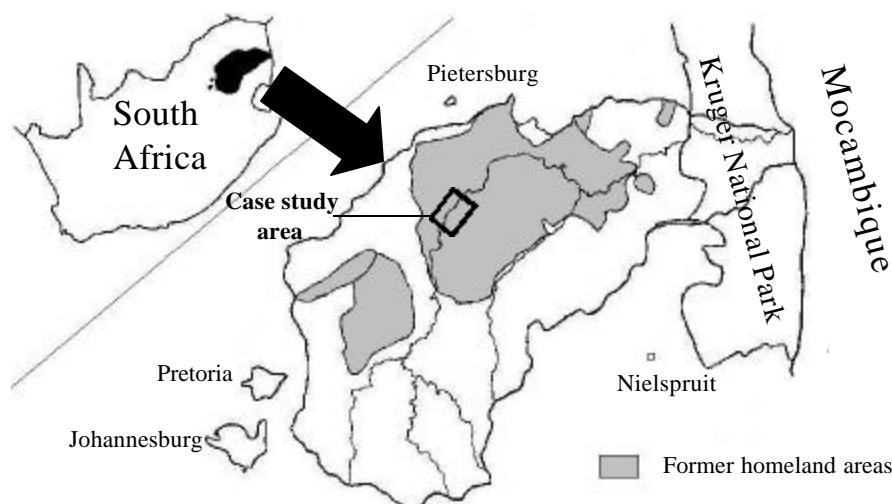 South
Africa
Pietersburg
Kruger National Park
Mocambique
Case study
area
Pretoria
Johannesburg
Nielspruit
Former homeland areas